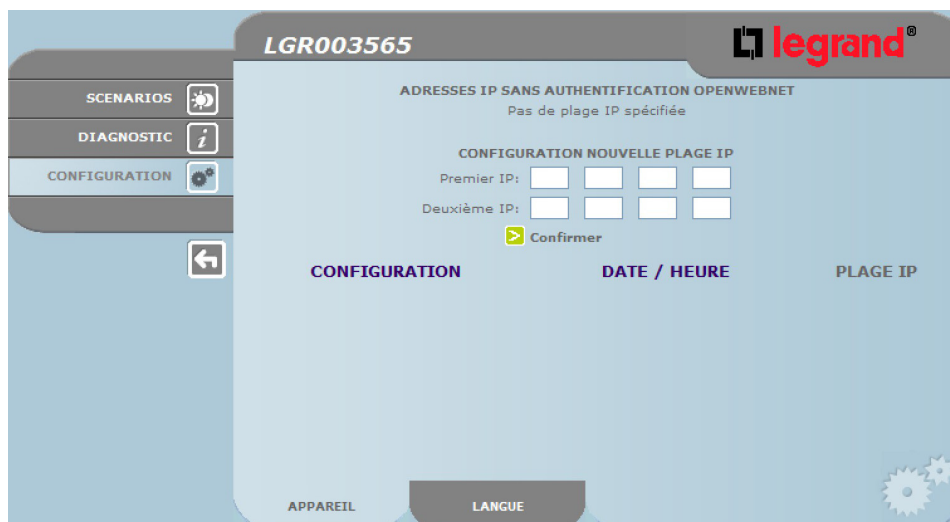 LGR003565
legrand®
SCENARIOS
DIAGNOSTIC
CONFIGURATION
ADRESSES IP SANS AUTHENTIFICATION OPENWEBNET
Pas de plage IP spécifiée
CONFIGURATION NOUVELLE PLAGE IP
Premier IP:
Deuxième IP:
Confirmer
CONFIGURATION DATE / HEURE PLAGE IP
APPAREIL LANGUE